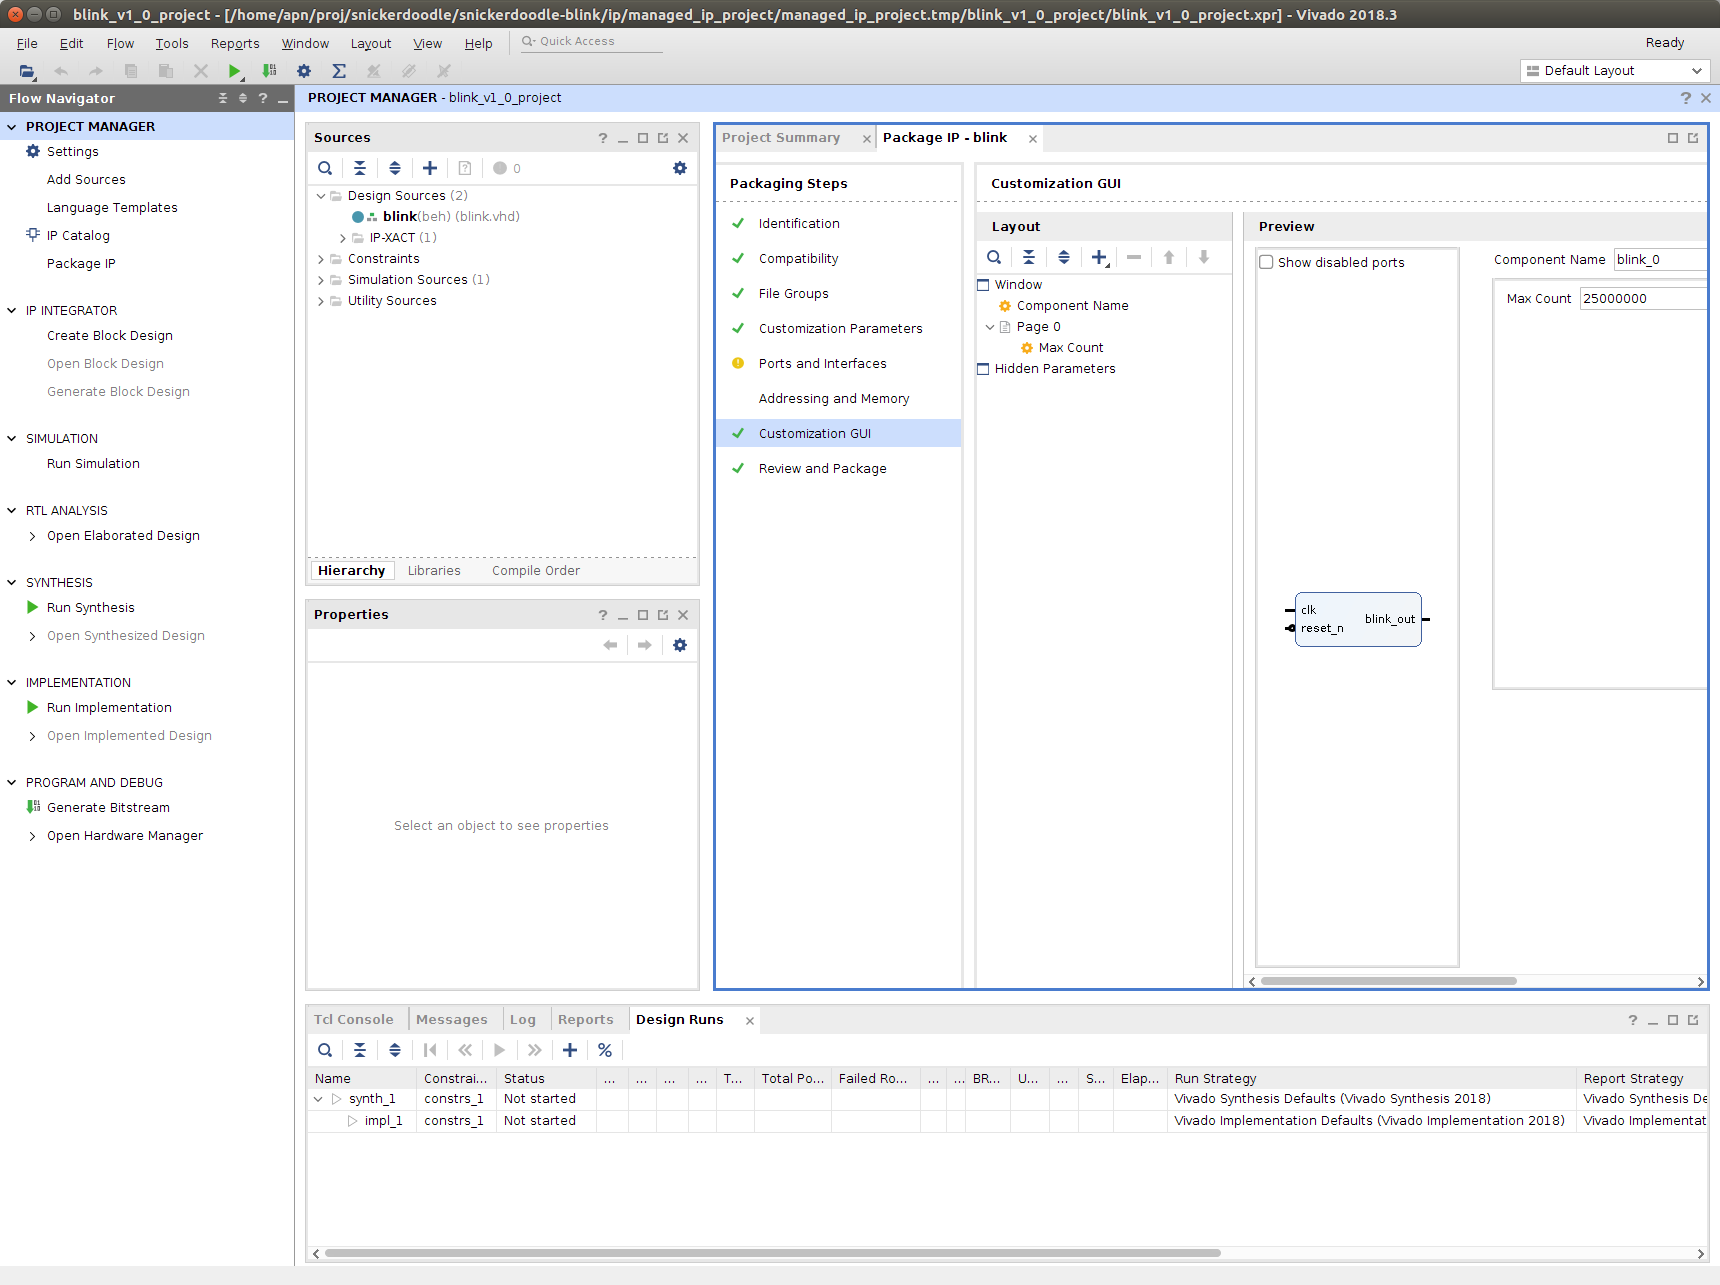 blink_v1_0_project - [/home/apn/proj/snickerdoodle/snickerdoodle-blink/ip/managed_ip_project/managed_ip_project.tmp/blink_v1_0_project/blink_v1_0_project.xpr] - Vivado 2018.3
File Edit Flow Tools Reports Window Layout View Help Quick Access Ready
Default Layout
Flow Navigator
PROJECT MANAGER
Settings
Add Sources
Language Templates
IP Catalog
Package IP
IP INTEGRATOR
Create Block Design
Open Block Design
Generate Block Design
SIMULATION
Run Simulation
RTL ANALYSIS
Open Elaborated Design
SYNTHESIS
Run Synthesis
Open Synthesized Design
IMPLEMENTATION
Run Implementation
Open Implemented Design
PROGRAM AND DEBUG
Generate Bitstream
Open Hardware Manager
PROJECT MANAGER - blink_v1_0_project
Sources
0
Design Sources (2)
blink(beh) (blink.vhd)
IP-XACT (1)
Constraints
Simulation Sources (1)
Utility Sources
Hierarchy Libraries Compile Order
Properties
Select an object to see properties
Project Summary Package IP - blink
Packaging Steps
Identification
Compatibility
File Groups
Customization Parameters
Ports and Interfaces
Addressing and Memory
Customization GUI
Review and Package
Customization GUI
Layout
Window
Component Name
Page 0
Max Count
Hidden Parameters
Preview
Show disabled ports
clk
reset_n
blink_out
Component Name blink_0
Max Count 25000000
Tcl Console Messages Log Reports Design Runs
Name Constrai... Status ... ... ... ... T... Total Po... Failed Ro... ... ... BR... U... ... S... Elap... Run Strategy Report Strategy
synth_1 constrs_1 Not started Vivado Synthesis Defaults (Vivado Synthesis 2018) Vivado Synthesis De
impl_1 constrs_1 Not started Vivado Implementation Defaults (Vivado Implementation 2018) Vivado Implementat